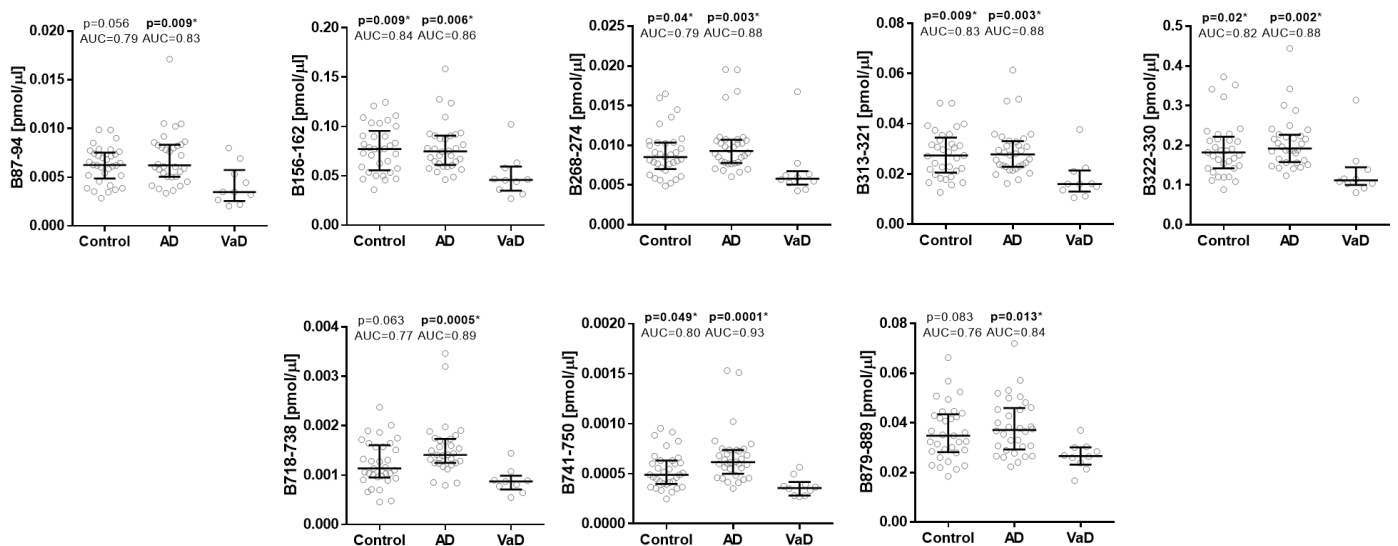 p=0.056 p=0.009*
AUC=0.79 AUC=0.83
B87-94 [pmol/µl]
0.020
0.015
0.010
0.005
0.000
Control AD VaD
p=0.009* p=0.006*
AUC=0.84 AUC=0.86
B156-162 [pmol/µl]
0.20
0.15
0.10
0.05
0.00
Control AD VaD
p=0.04* p=0.003*
AUC=0.79 AUC=0.88
B268-274 [pmol/µl]
0.025
0.020
0.015
0.010
0.005
0.000
Control AD VaD
p=0.009* p=0.003*
AUC=0.83 AUC=0.88
B313-321 [pmol/µl]
0.08
0.06
0.04
0.02
0.00
Control AD VaD
p=0.02* p=0.002*
AUC=0.82 AUC=0.88
B322-330 [pmol/µl]
0.5
0.4
0.3
0.2
0.1
0.0
Control AD VaD
p=0.063 p=0.0005*
AUC=0.77 AUC=0.89
B718-738 [pmol/µl]
0.004
0.003
0.002
0.001
0.000
Control AD VaD
p=0.049* p=0.0001*
AUC=0.80 AUC=0.93
B741-750 [pmol/µl]
0.0020
0.0015
0.0010
0.0005
0.0000
Control AD VaD
p=0.083 p=0.013*
AUC=0.76 AUC=0.84
B879-889 [pmol/µl]
0.08
0.06
0.04
0.02
0.00
Control AD VaD